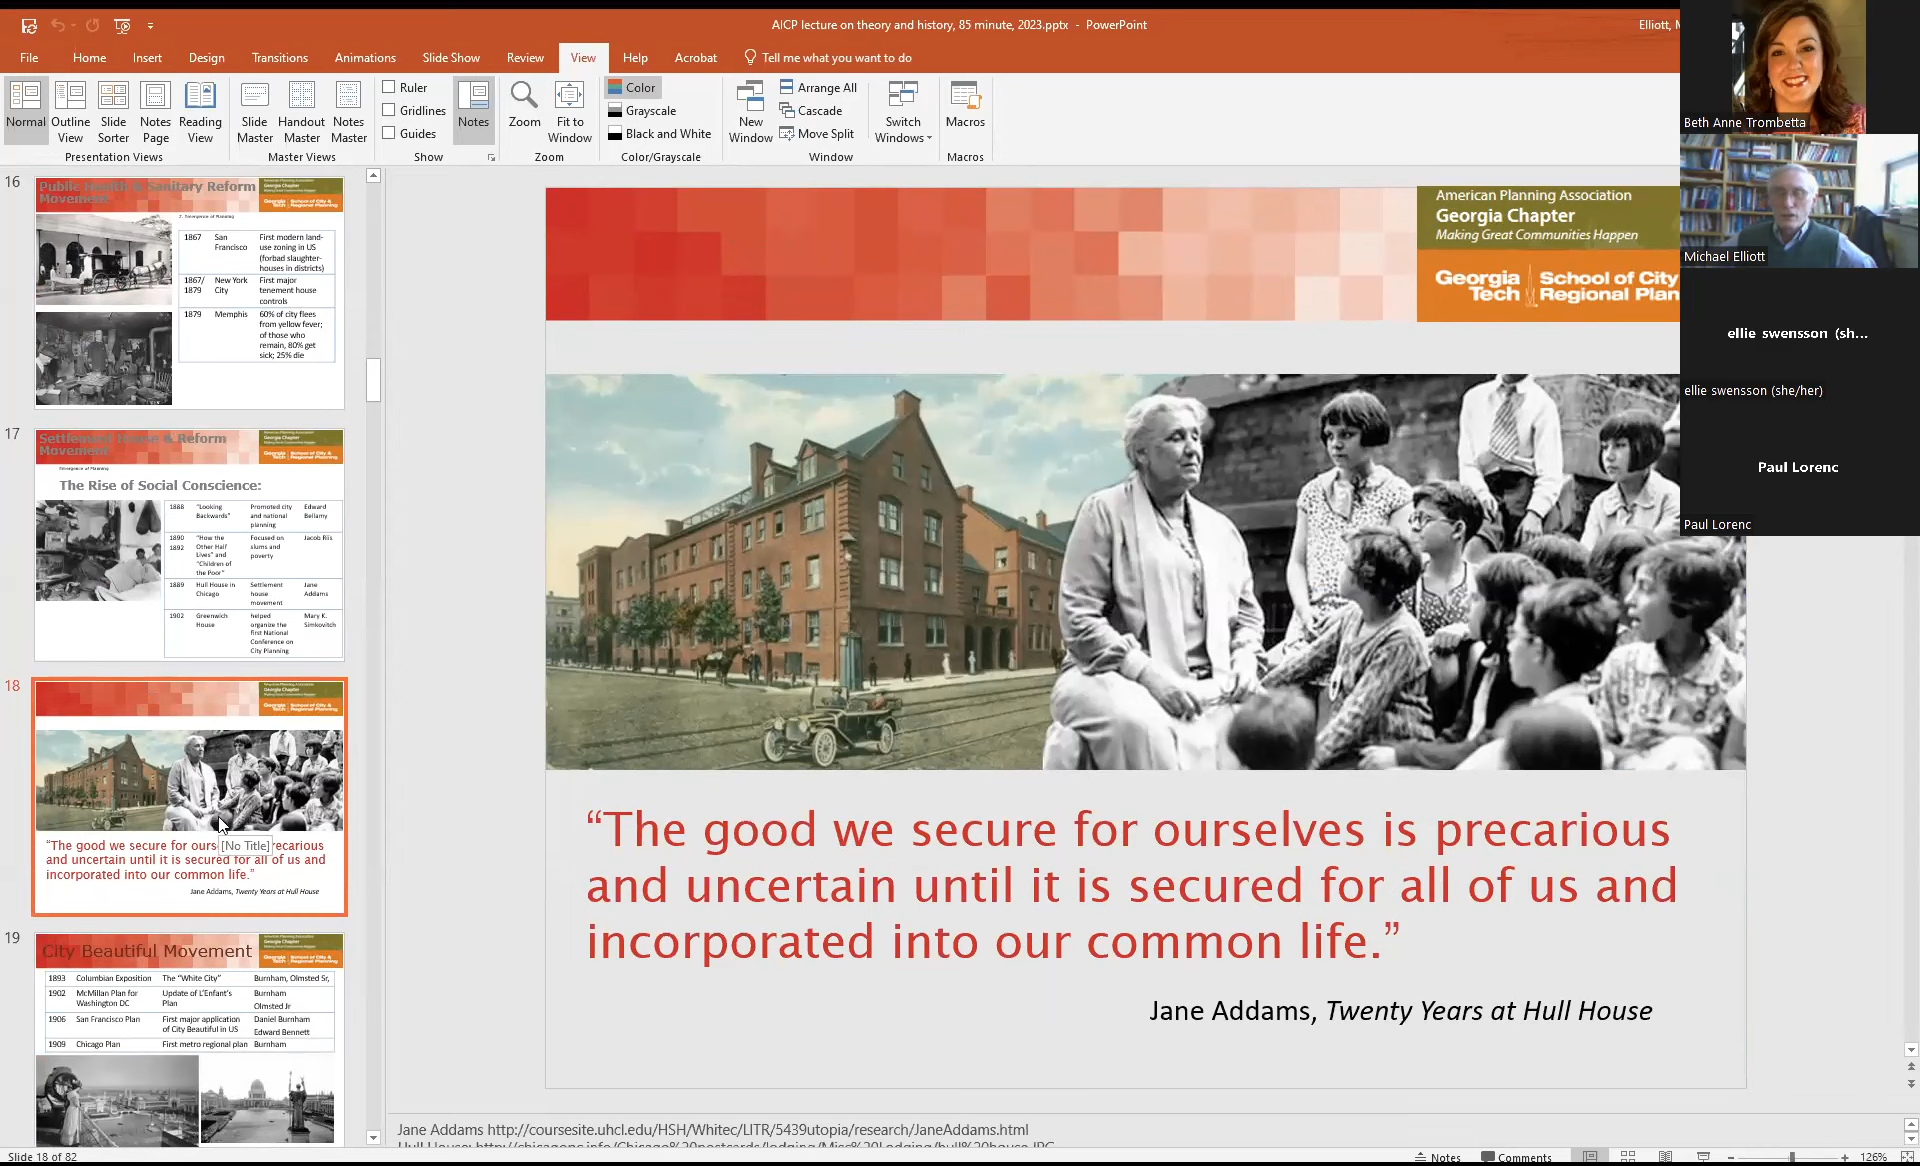 AICP lecture on theory and history, 85 minute, 2023.pptx - PowerPoint
Elliott,
File Home Insert Design Transitions Animations Slide Show Review View Help Acrobat Tell me what you want to do
Normal
Outline View
Slide Sorter
Notes Page
Reading View
Presentation Views
Slide Master
Handout Master
Notes Master
Master Views
Ruler
Gridlines
Guides
Show
Notes
Zoom
Fit to Window
Zoom
Color
Grayscale
Black and White
Color/Grayscale
New Window
Arrange All
Cascade
Move Split
Switch Windows
Window
Macros
Macros
Beth Anne Trombetta
Michael Elliott
ellie swensson (sh...
ellie swensson (she/her)
Paul Lorenc
Paul Lorenc
16
Public Health & Sanitary Reform
Movement
2. Emergence of Planning
1867 San Francisco First modern land-use zoning in US (forbad slaughter-houses in districts)
1867/1879 New York City First major tenement house controls
1879 Memphis 60% of city flees from yellow fever; of those who remain, 80% get sick; 25% die
17
Settlement House & Reform
Movement
Emergence of Planning
The Rise of Social Conscience:
1888 "Looking Backwards" Promoted city and national planning Edward Bellamy
1890 1892 "How the Other Half Lives" and "Children of the Poor" Focused on slums and poverty Jacob Riis
1889 Hull House in Chicago Settlement house movement Jane Addams
1902 Greenwich House helped organize the first National Conference on City Planning Mary K. Simkovitch
18
"The good we secure for ours [No Title] recarious
and uncertain until it is secured for all of us and
incorporated into our common life."
Jane Addams, Twenty Years at Hull House
19
City Beautiful Movement
1893 Columbian Exposition The "White City" Burnham, Olmsted Sr,
1902 McMillan Plan for Washington DC Update of L'Enfant's Plan Burnham Olmsted Jr
1906 San Francisco Plan First major application of City Beautiful in US Daniel Burnham Edward Bennett
1909 Chicago Plan First metro regional plan Burnham
American Planning Association
Georgia Chapter
Making Great Communities Happen
Georgia Tech School of City
Regional Plan
“The good we secure for ourselves is precarious
and uncertain until it is secured for all of us and
incorporated into our common life.”
Jane Addams, Twenty Years at Hull House
Jane Addams http://coursesite.uhcl.edu/HSH/Whitec/LITR/5439utopia/research/JaneAddams.html
Slide 18 of 82
Notes Comments 126%